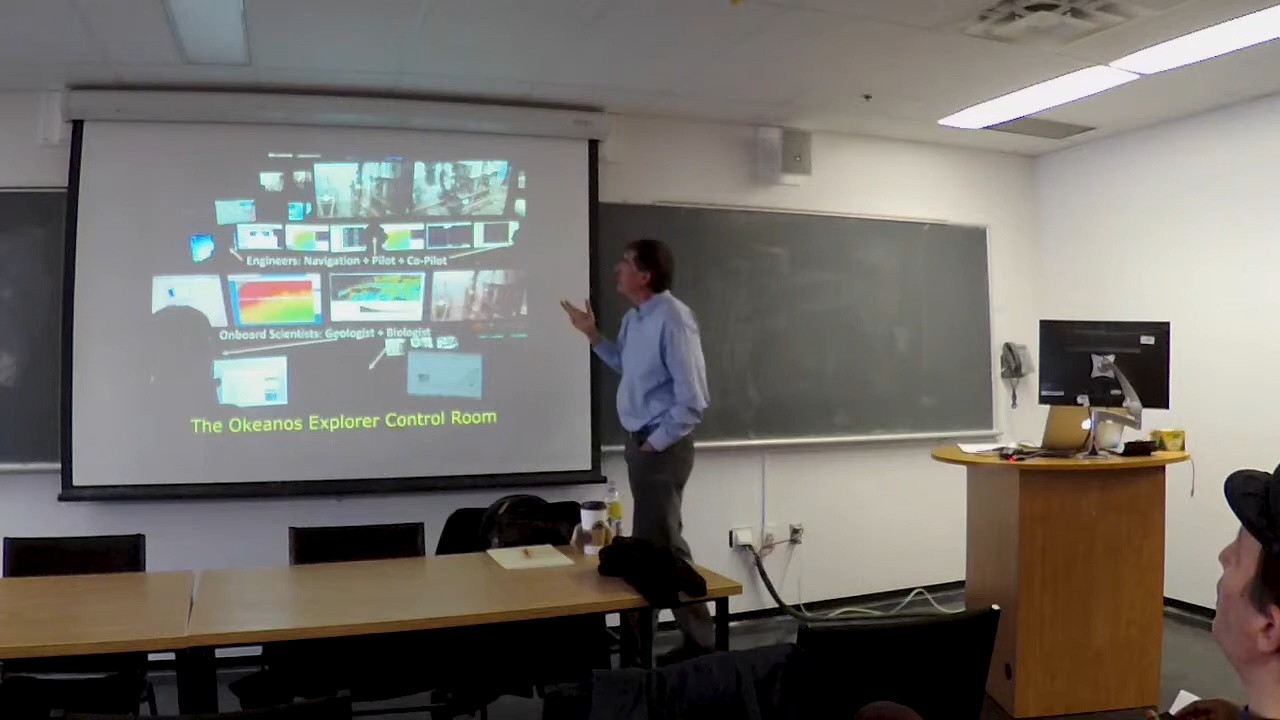 Engineers: Navigation + Pilot + Co-Pilot
Onboard Scientists: Geologist + Biologist
The Okeanos Explorer Control Room